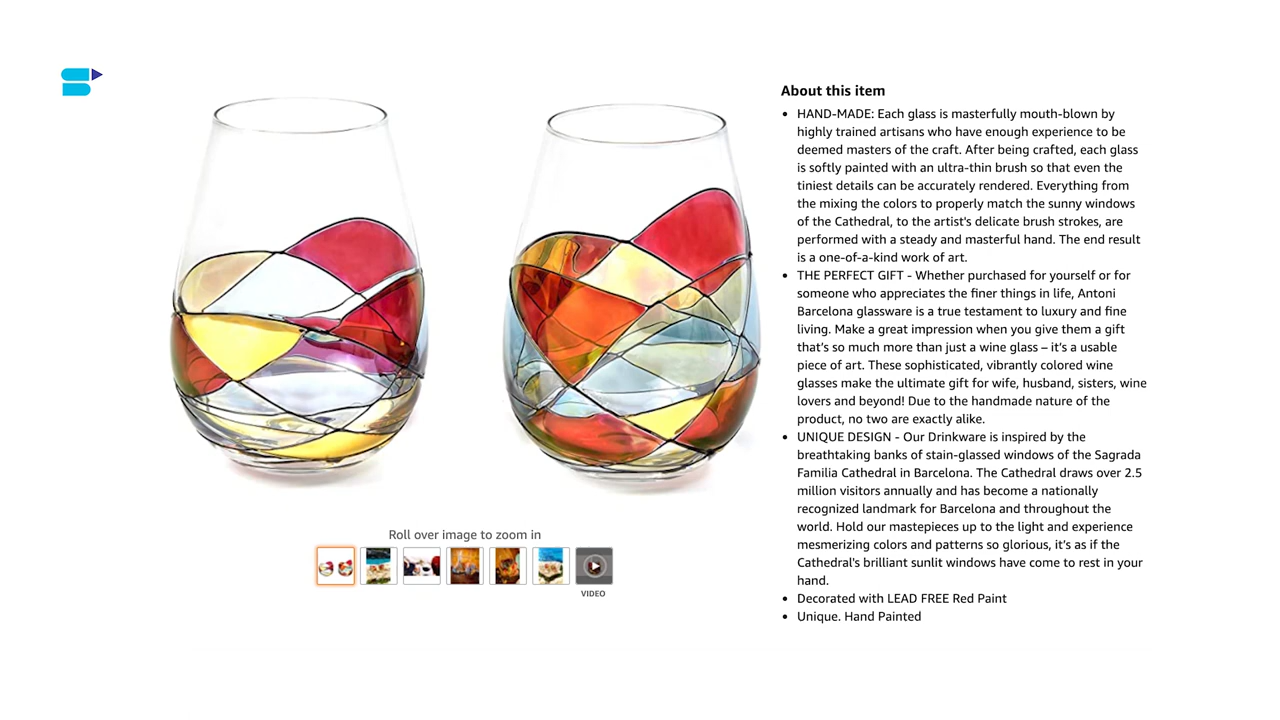 About this item
• HAND-MADE: Each glass is masterfully mouth-blown by
highly trained artisans who have enough experience to be
deemed masters of the craft. After being crafted, each glass
is softly painted with an ultra-thin brush so that even the
tiniest details can be accurately rendered. Everything from
the mixing the colors to properly match the sunny windows
of the Cathedral, to the artist's delicate brush strokes, are
performed with a steady and masterful hand. The end result
is a one-of-a-kind work of art.
• THE PERFECT GIFT - Whether purchased for yourself or for
someone who appreciates the finer things in life, Antoni
Barcelona glassware is a true testament to luxury and fine
living. Make a great impression when you give them a gift
that's so much more than just a wine glass – it's a usable
piece of art. These sophisticated, vibrantly colored wine
glasses make the ultimate gift for wife, husband, sisters, wine
lovers and beyond! Due to the handmade nature of the
product, no two are exactly alike.
• UNIQUE DESIGN - Our Drinkware is inspired by the
breathtaking banks of stain-glassed windows of the Sagrada
Familia Cathedral in Barcelona. The Cathedral draws over 2.5
million visitors annually and has become a nationally
recognized landmark for Barcelona and throughout the
world. Hold our mastepieces up to the light and experience
mesmerizing colors and patterns so glorious, it's as if the
Cathedral's brilliant sunlit windows have come to rest in your
hand.
• Decorated with LEAD FREE Red Paint
• Unique. Hand Painted
Roll over image to zoom in
VIDEO